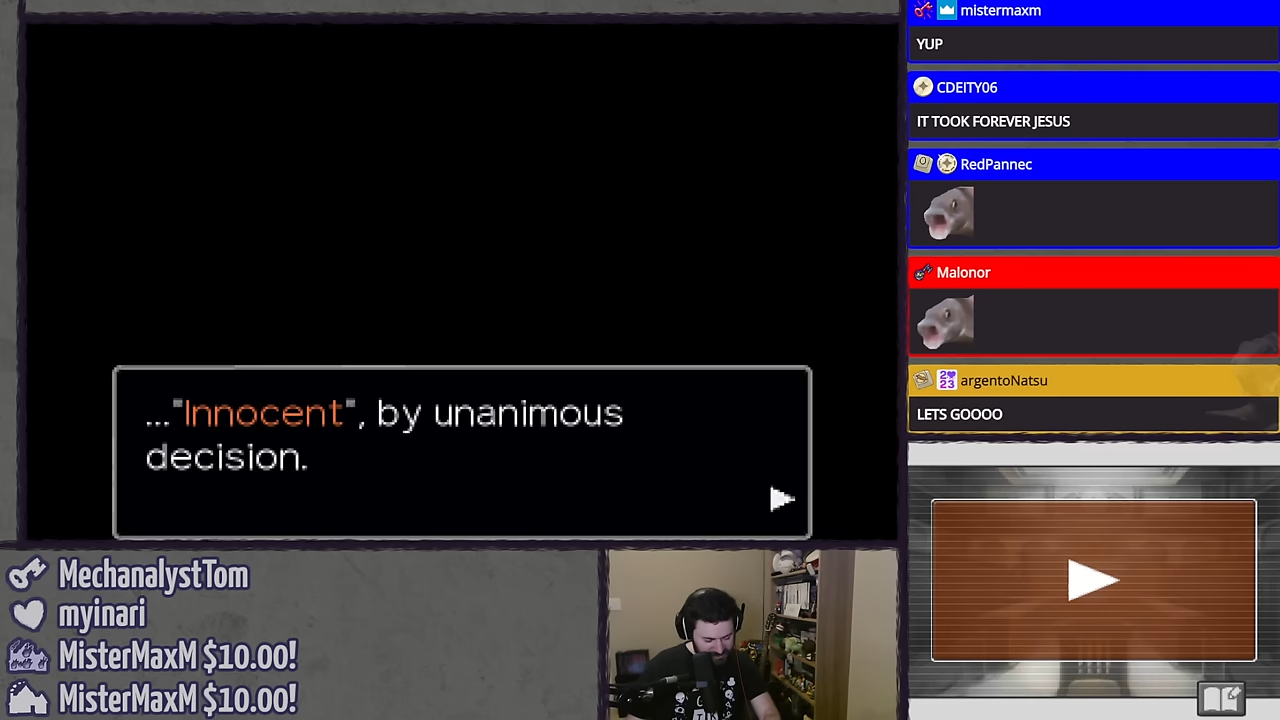 ..."Innocent", by unanimous
decision.
mistermaxm
YUP
CDEITY06
IT TOOK FOREVER JESUS
RedPannec
Malonor
argentoNatsu
LETS GOOOO
MechanalystTom
myinari
MisterMaxM $10.00!
MisterMaxM $10.00!